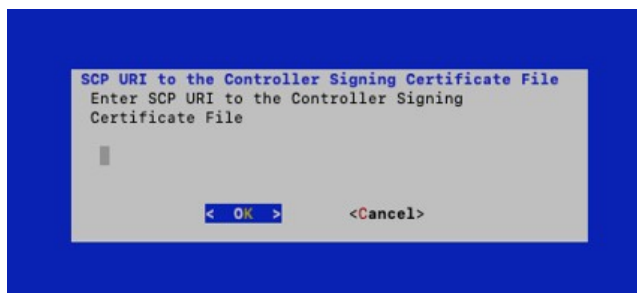 SCP URI to the Controller Signing Certificate File
Enter SCP URI to the Controller Signing
Certificate File
< OK > <Cancel>